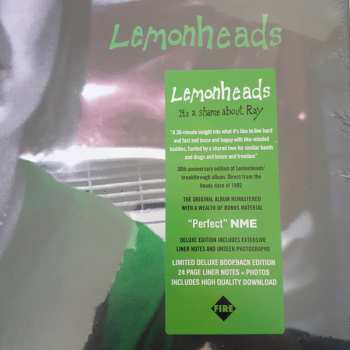 Lemonheads
Lemonheads
It's a shame about Ray
"A 30-minute insight into what it's like to live hard
and fast and loose and happy with like-minded
buddies, fuelled by a shared love for similar bands
and drugs and booze and freedom"
30th anniversary edition of Lemonheads'
breakthrough album. Direct from the
heady daze of 1992
THE ORIGINAL ALBUM REMASTERED
WITH A WEALTH OF BONUS MATERIAL
"Perfect" NME
DELUXE EDITION INCLUDES EXTENSIVE
LINER NOTES AND UNSEEN PHOTOGRAPHS
LIMITED DELUXE BOOKBACK EDITION
24 PAGE LINER NOTES + PHOTOS
INCLUDES HIGH QUALITY DOWNLOAD
FIRE